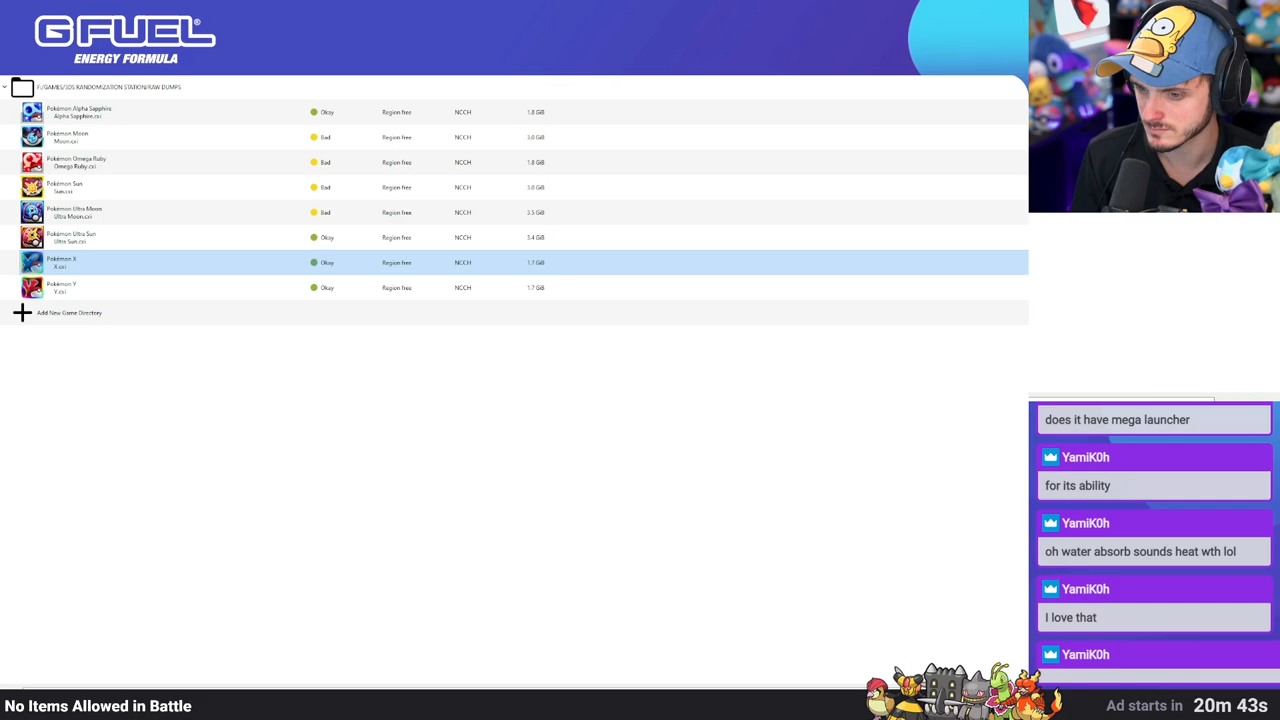 GFUEL®
ENERGY FORMULA
F:/GAMES/3DS RANDOMIZATION STATION/RAW DUMPS
Pokémon Alpha Sapphire
Alpha Sapphire.cxi
Okay Region free NCCH 1.8 GiB
Pokémon Moon
Moon.cxi
Bad Region free NCCH 3.0 GiB
Pokémon Omega Ruby
Omega Ruby.cxi
Bad Region free NCCH 1.8 GiB
Pokémon Sun
Sun.cxi
Bad Region free NCCH 3.0 GiB
Pokémon Ultra Moon
Ultra Moon.cxi
Bad Region free NCCH 3.5 GiB
Pokémon Ultra Sun
Ultra Sun.cxi
Okay Region free NCCH 3.4 GiB
Pokémon X
X.cxi
Okay Region free NCCH 1.7 GiB
Pokémon Y
Y.cxi
Okay Region free NCCH 1.7 GiB
Add New Game Directory
does it have mega launcher
YamiK0h
for its ability
YamiK0h
oh water absorb sounds heat wth lol
YamiK0h
I love that
YamiK0h
No Items Allowed in Battle
Ad starts in 20m 43s